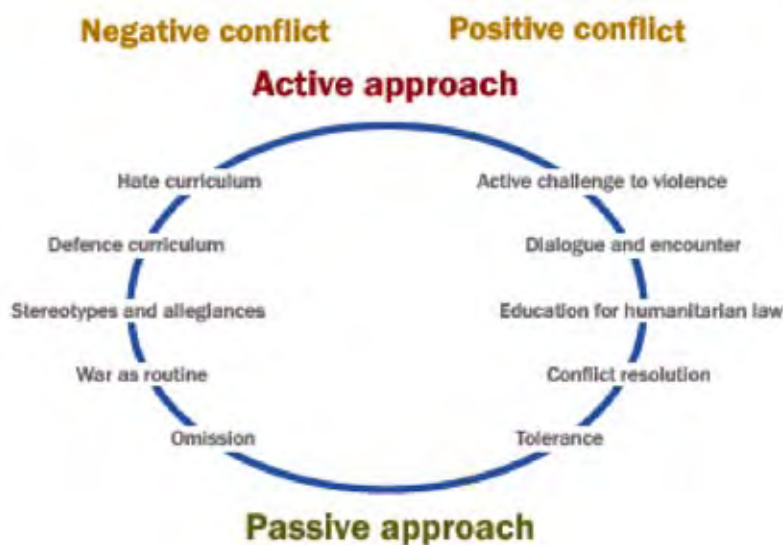 Negative conflict
Positive conflict
Active approach
Hate curriculum
Active challenge to violence
Defence curriculum
Dialogue and encounter
Stereotypes and allegiances
Education for humanitarian law
War as routine
Conflict resolution
Omission
Tolerance
Passive approach